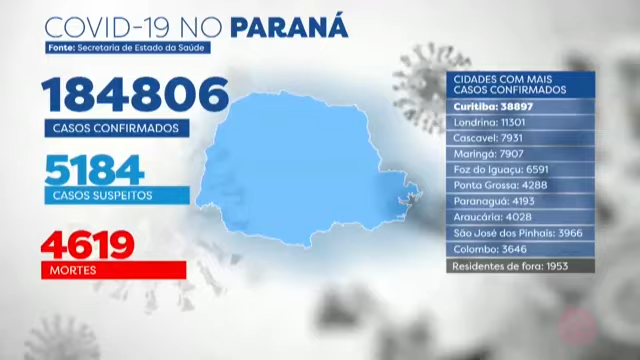 COVID-19 NO PARANÁ
Fonte: Secretaria de Estado da Saúde
184806
CASOS CONFIRMADOS
5184
CASOS SUSPEITOS
4619
MORTES
CIDADES COM MAIS
CASOS CONFIRMADOS
Curitiba: 38897
Londrina: 11301
Cascavel: 7931
Maringá: 7907
Foz do Iguaçu: 6591
Ponta Grossa: 4288
Paranaguá: 4193
Araucária: 4028
São José dos Pinhais: 3966
Colombo: 3646
Residentes de fora: 1953